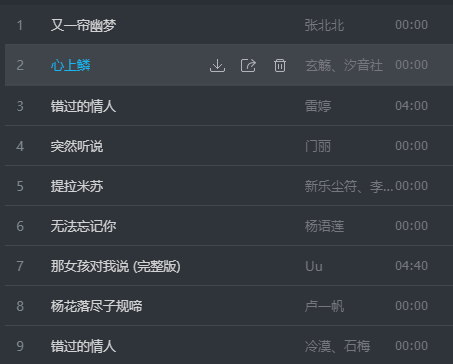 1 又一帘幽梦 张北北 00:00
2 心上鳞 玄觞、汐音社 00:00
3 错过的情人 雷婷 04:00
4 突然听说 门丽 00:00
5 提拉米苏 新乐尘符、李... 00:00
6 无法忘记你 杨语莲 00:00
7 那女孩对我说 (完整版) Uu 04:40
8 杨花落尽子规啼 卢一帆 00:00
9 错过的情人 冷漠、石梅 00:00